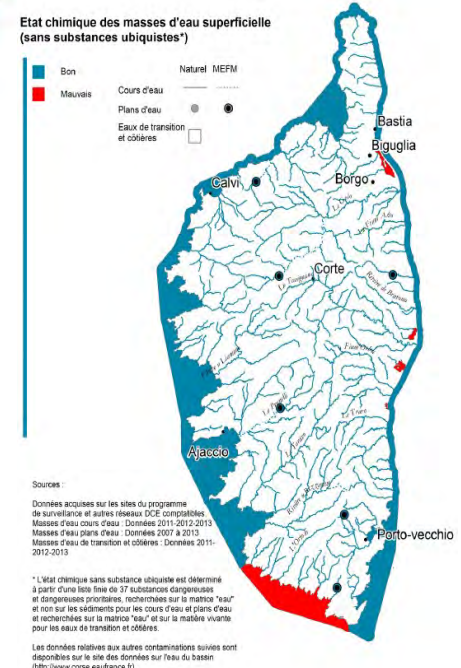 Etat chimique des masses d'eau superficielle
(sans substances ubiquistes*)
Bon
Mauvais
Naturel MEFM
Cours d'eau
Plans d'eau
Eaux de transition
et côtières
Bastia
Biguglia
Borgo
Calvi
Corte
Ajaccio
Porto-vecchio
Sources :
Données acquises sur les sites du programme
de surveillance et autres réseaux DCE comptatibles.
Masses d'eau cours d'eau : Données 2011-2012-2013
Masses d'eau plans d'eau : Données 2007 à 2013
Masses d'eau de transition et côtières : Données 2011-
2012-2013
* L'état chimique sans substance ubiquiste est déterminé
à partir d'une liste finie de 37 substances dangereuses
et dangereuses prioritaires, recherchées sur la matrice "eau"
et non sur les sédiments pour les cours d'eau et plans d'eau
et recherchées sur la matrice "eau" et sur la matière vivante
pour les eaux de transition et côtières.
Les données relatives aux autres contaminations suivies sont
disponibles sur le site des données sur l'eau du bassin
(http://www.corse.eaufrance.fr)